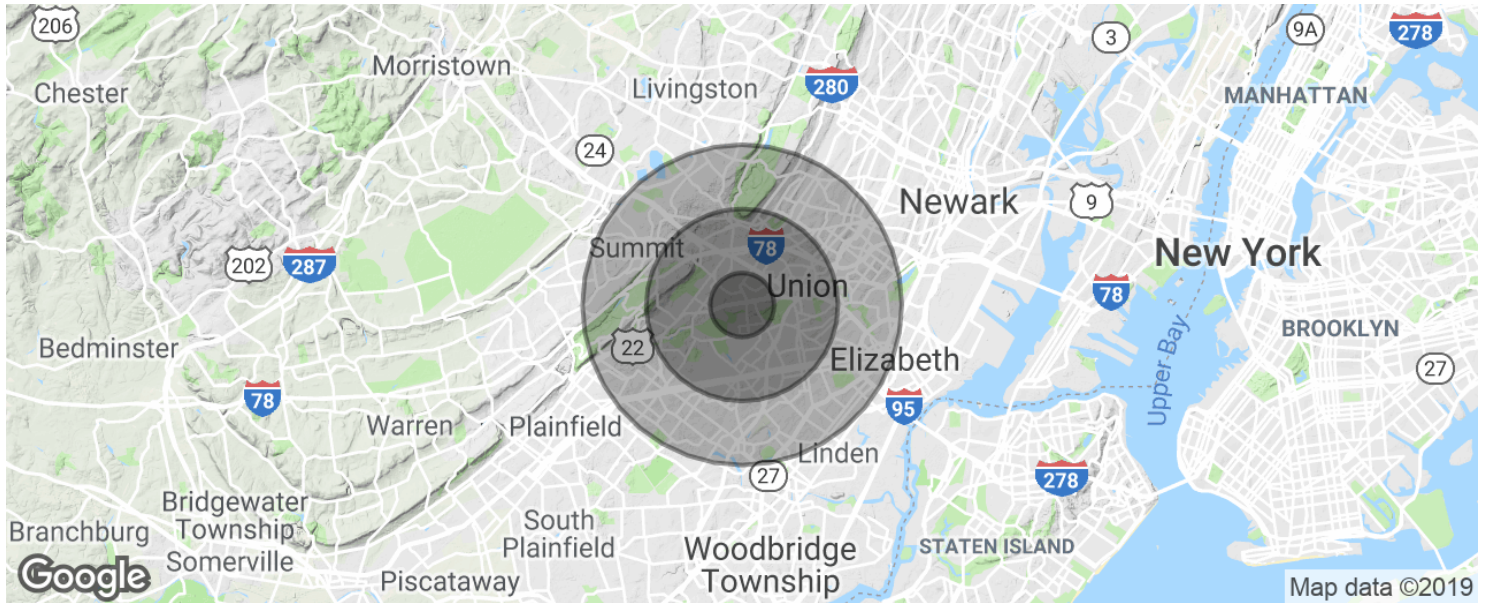 206
3
9A
278
Morristown
Chester
Livingston
280
MANHATTAN
24
Newark
9
Summit
78
New York
202
287
Union
78
BROOKLYN
22
Bedminster
Elizabeth
Upper Bay
27
78
95
Warren
Plainfield
Linden
27
278
Bridgewater
Township
Branchburg
South
Plainfield
Somerville
Woodbridge
Township
STATEN ISLAND
Google
Piscataway
Map data ©2019